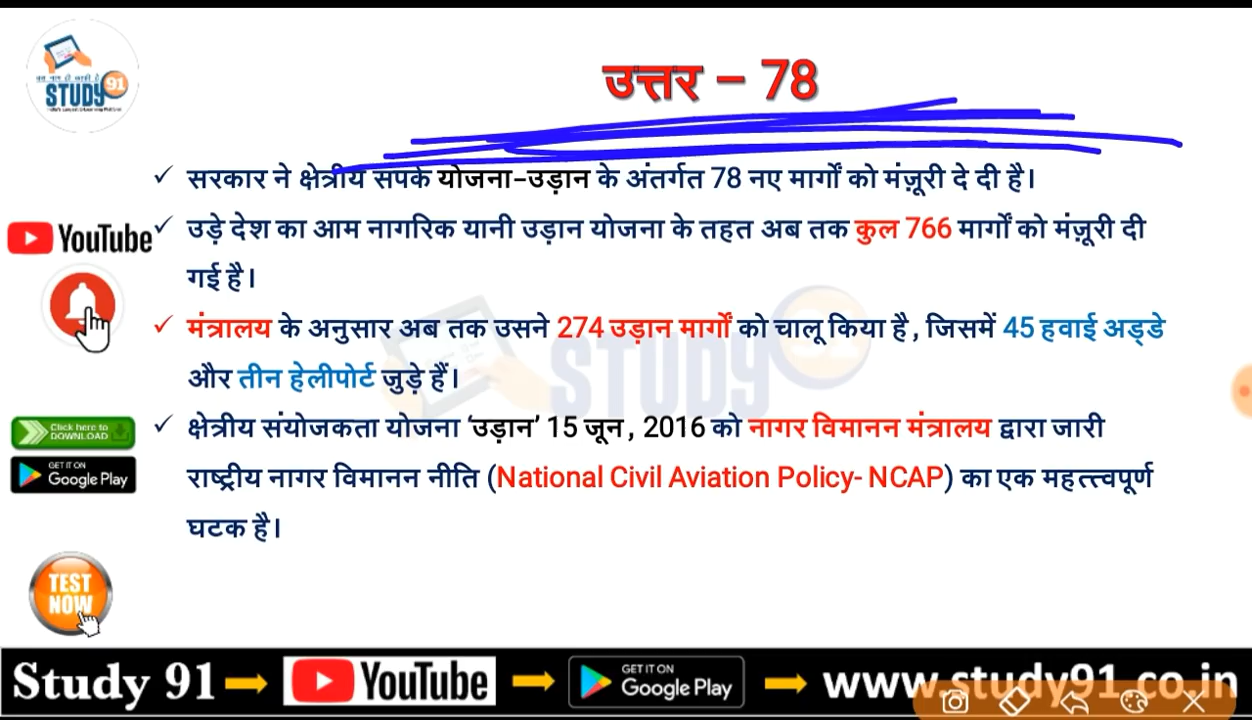 उत्तर – 78
✓ सरकार ने क्षेत्रीय संपर्क योजना-उड़ान के अंतर्गत 78 नए मार्गों को मंज़ूरी दे दी है।
✓ उड़े देश का आम नागरिक यानी उड़ान योजना के तहत अब तक कुल 766 मार्गों को मंज़ूरी दी
गई है।
✓ मंत्रालय के अनुसार अब तक उसने 274 उड़ान मार्गों को चालू किया है, जिसमें 45 हवाई अड्डे
और तीन हेलीपोर्ट जुड़े हैं।
✓ क्षेत्रीय संयोजकता योजना ‘उड़ान’ 15 जून, 2016 को नागर विमानन मंत्रालय द्वारा जारी
राष्ट्रीय नागर विमानन नीति (National Civil Aviation Policy- NCAP) का एक महत्त्वपूर्ण
घटक है।
STUDY 91
YouTube
Click here to
DOWNLOAD
GET IT ON
Google Play
TEST
NOW
STUDY 91
Study 91 YouTube GET IT ON Google Play www.study91.co.in